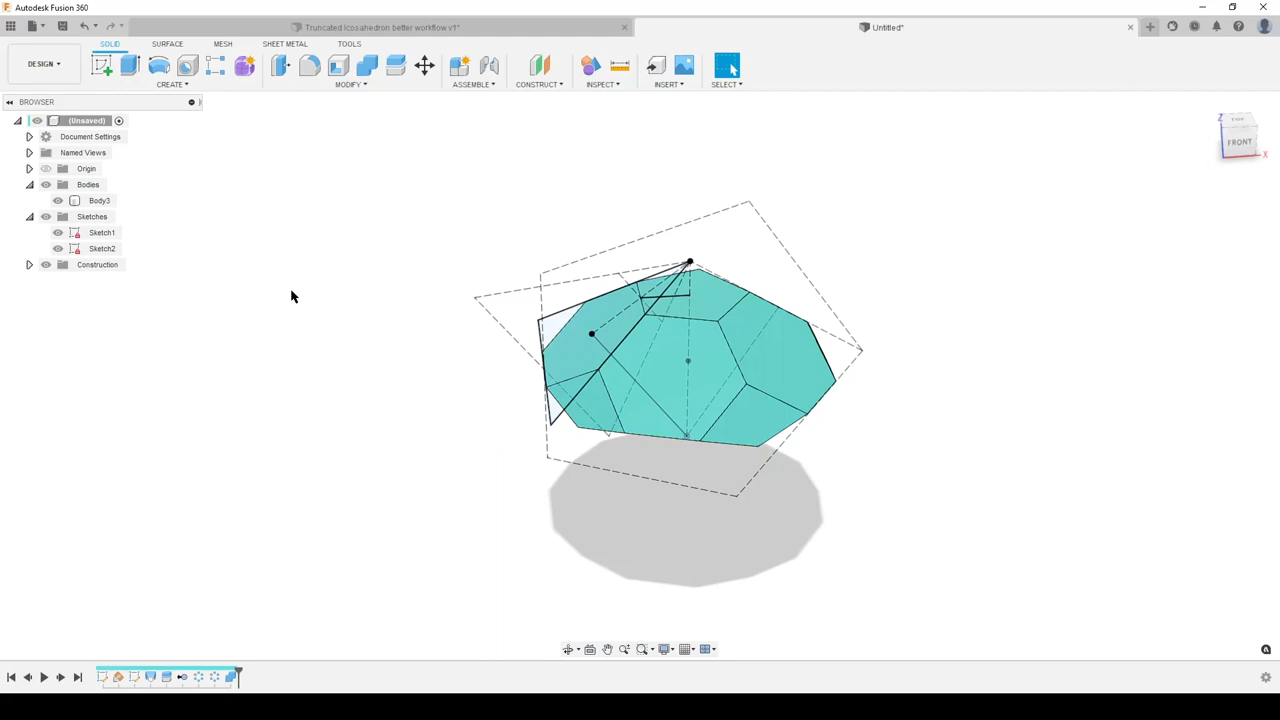 Autodesk Fusion 360
Truncated Icosahedron better workflow v1*
Untitled*
DESIGN
SOLID
SURFACE
MESH
SHEET METAL
TOOLS
CREATE
MODIFY
ASSEMBLE
CONSTRUCT
INSPECT
INSERT
SELECT
BROWSER
(Unsaved)
Document Settings
Named Views
Origin
Bodies
Body3
Sketches
Sketch1
Sketch2
Construction
Z
TOP
FRONT
X